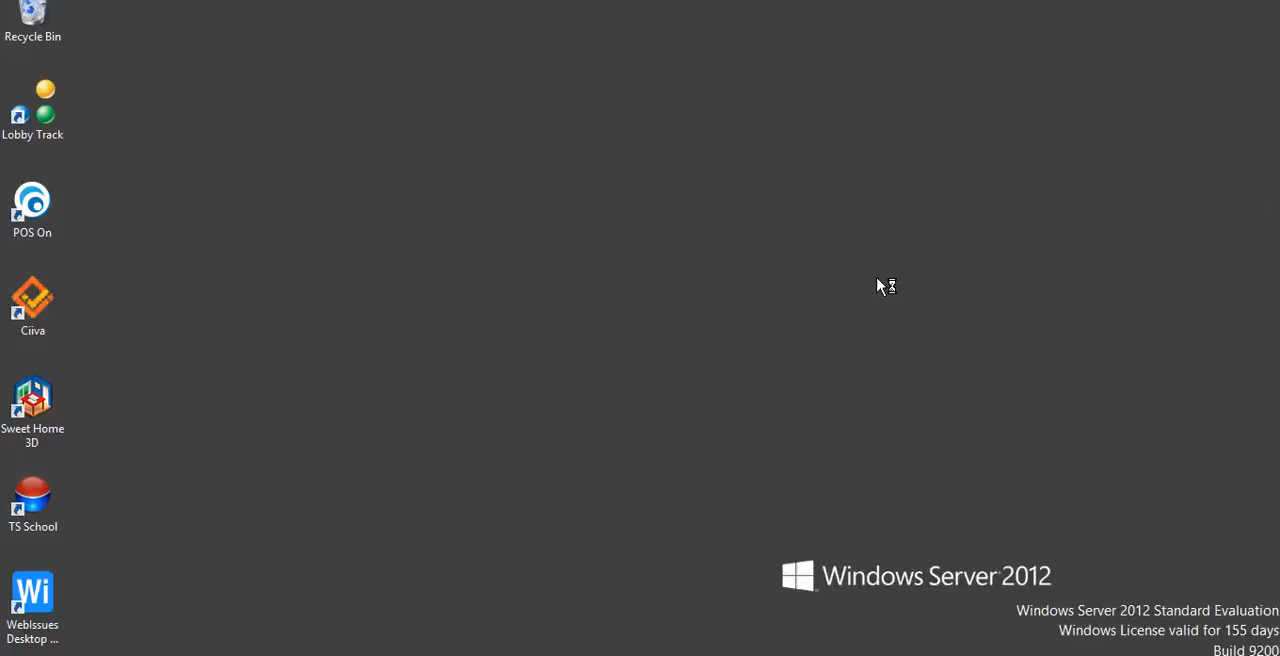 Recycle Bin
Lobby Track
POS On
Ciiva
Sweet Home
3D
TS School
Wi
WebIssues
Desktop ...
Windows Server 2012
Windows Server 2012 Standard Evaluation
Windows License valid for 155 days
Build 9200